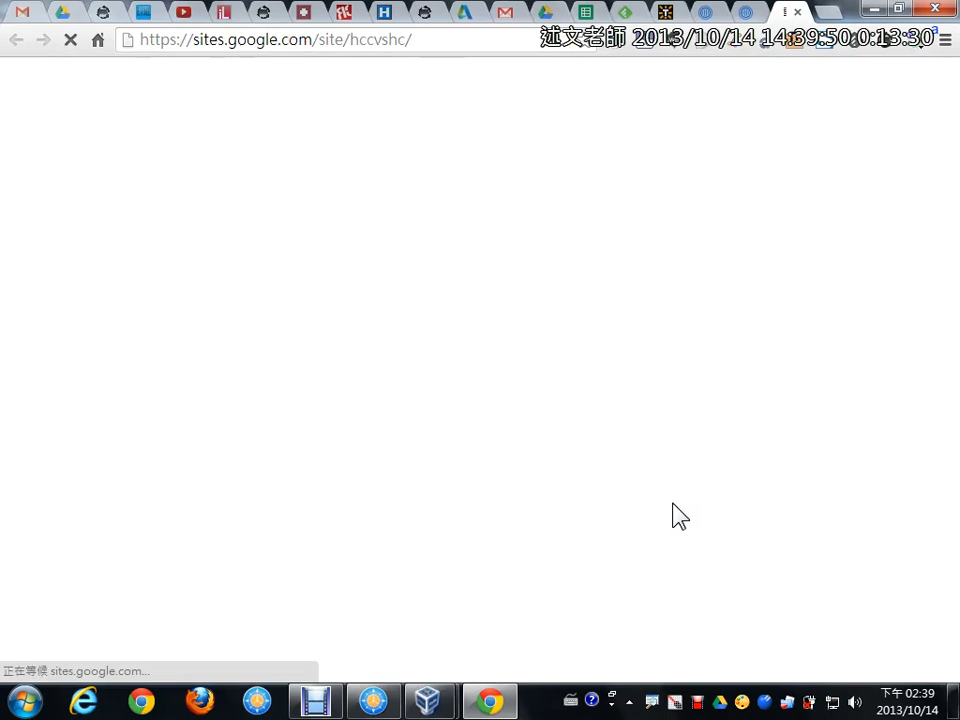 https://sites.google.com/site/hccvshc/
沭文老師 2013/10/14 14:39:50 0:13:30
正在等候 sites.google.com...
下午 02:39
2013/10/14